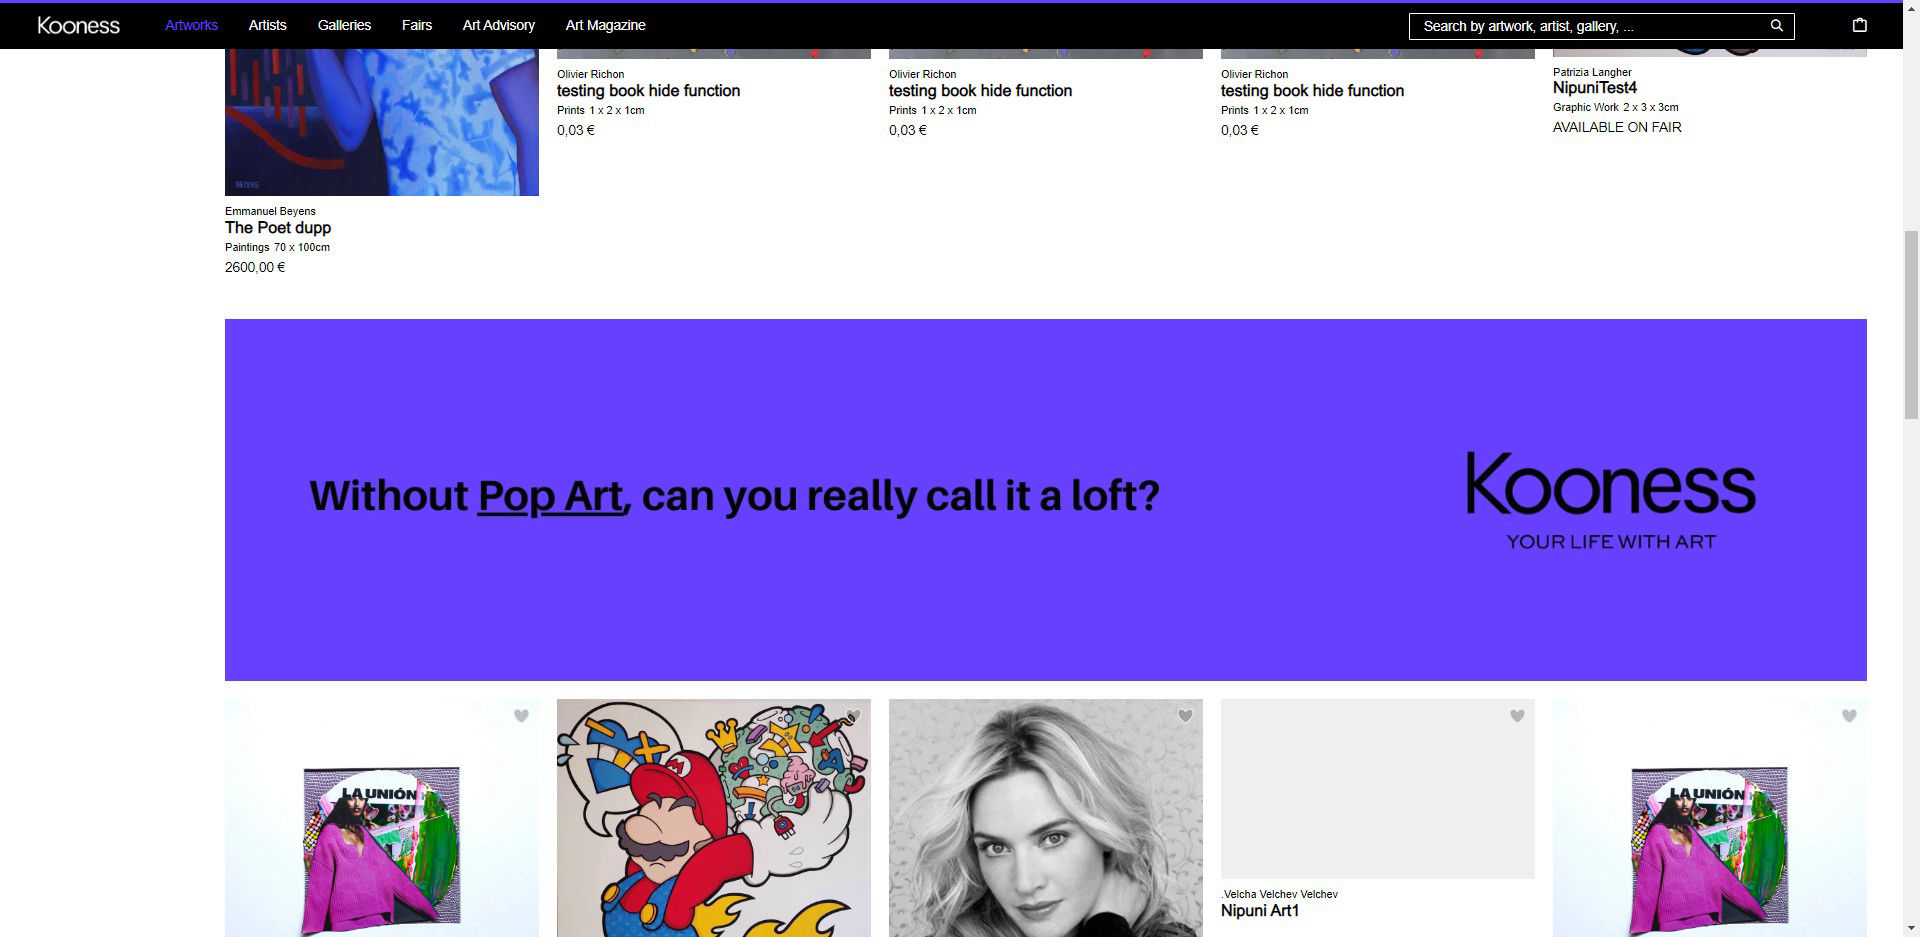 Kooness Artworks Artists Galleries Fairs Art Advisory Art Magazine Search by artwork, artist, gallery, ...
Olivier Richon
testing book hide function
Prints 1 x 2 x 1cm
0,03 €
Olivier Richon
testing book hide function
Prints 1 x 2 x 1cm
0,03 €
Olivier Richon
testing book hide function
Prints 1 x 2 x 1cm
0,03 €
Patrizia Langher
NipuniTest4
Graphic Work 2 x 3 x 3cm
AVAILABLE ON FAIR
BEYENS
Emmanuel Beyens
The Poet dupp
Paintings 70 x 100cm
2600,00 €
Without Pop Art, can you really call it a loft?
Kooness
YOUR LIFE WITH ART
LA UNIÓN
M
LA UNIÓN
.Velcha Velchev Velchev
Nipuni Art1